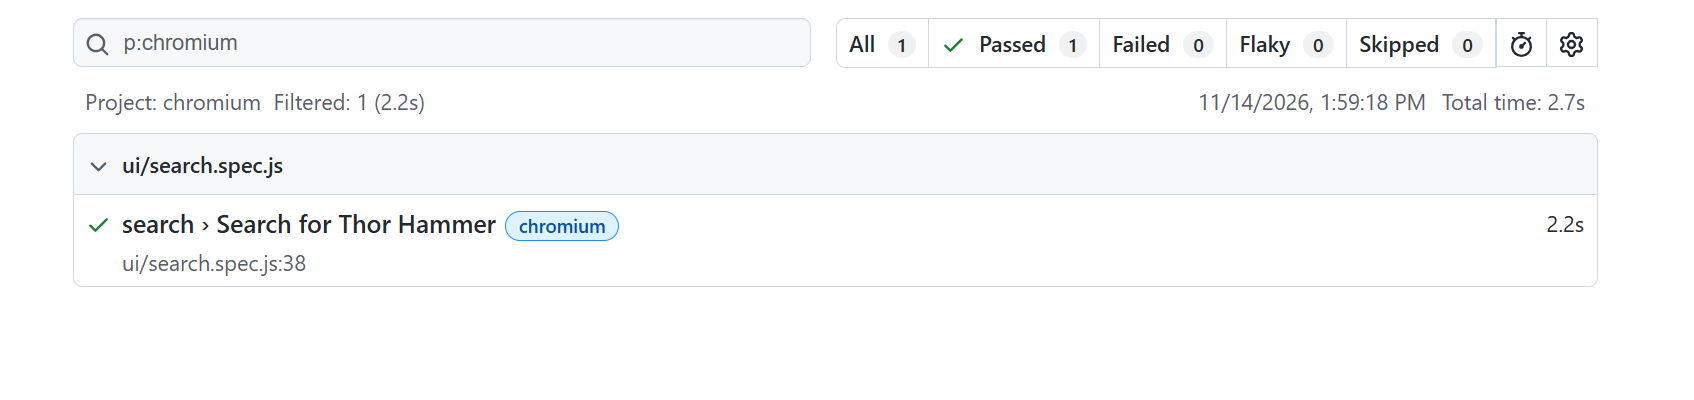 p:chromium
All 1 Passed 1 Failed 0 Flaky 0 Skipped 0
Project: chromium Filtered: 1 (2.2s) 11/14/2026, 1:59:18 PM Total time: 2.7s
ui/search.spec.js
search › Search for Thor Hammer chromium 2.2s
ui/search.spec.js:38